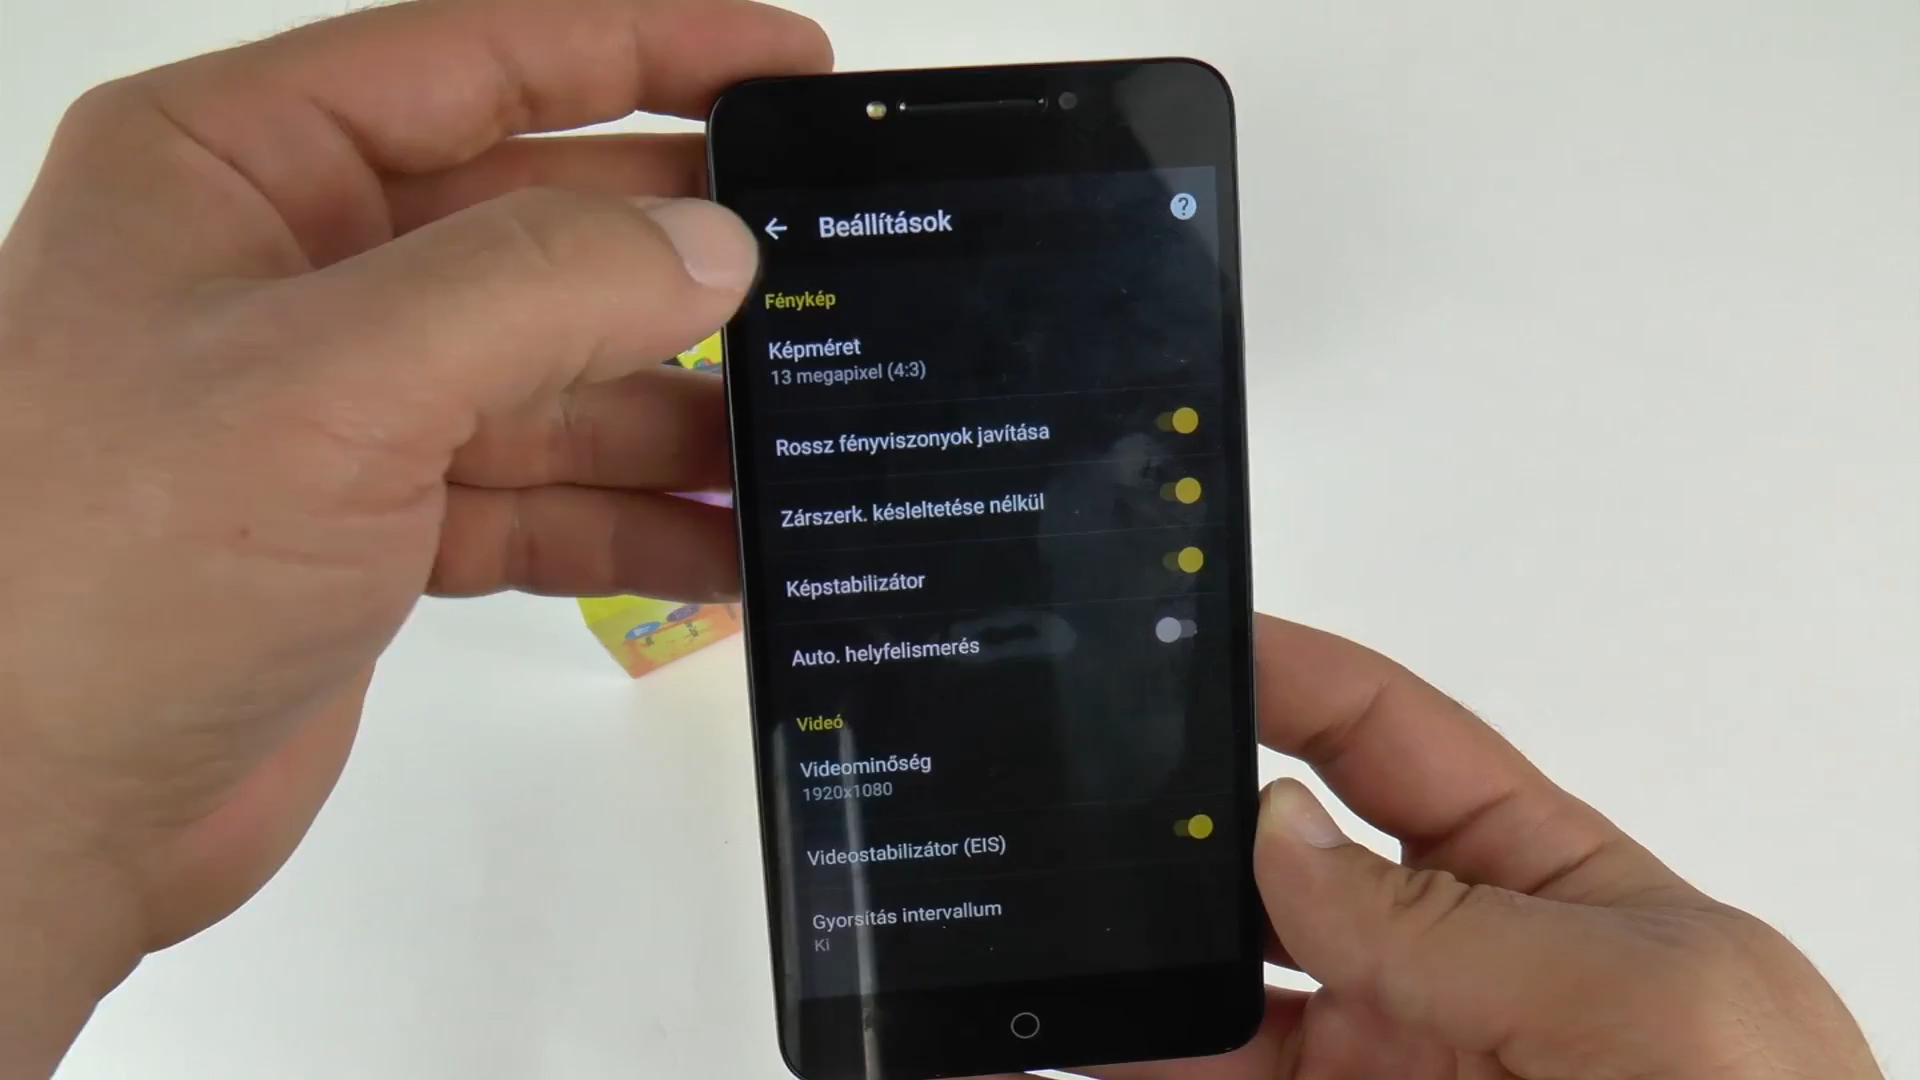 Beállítások
?
Fénykép
Képméret
13 megapixel (4:3)
Rossz fényviszonyok javítása
Zárszerk. késleltetése nélkül
Képstabilizátor
Auto. helyfelismerés
Videó
Videominőség
1920x1080
Videostabilizátor (EIS)
Gyorsítás intervallum
Ki